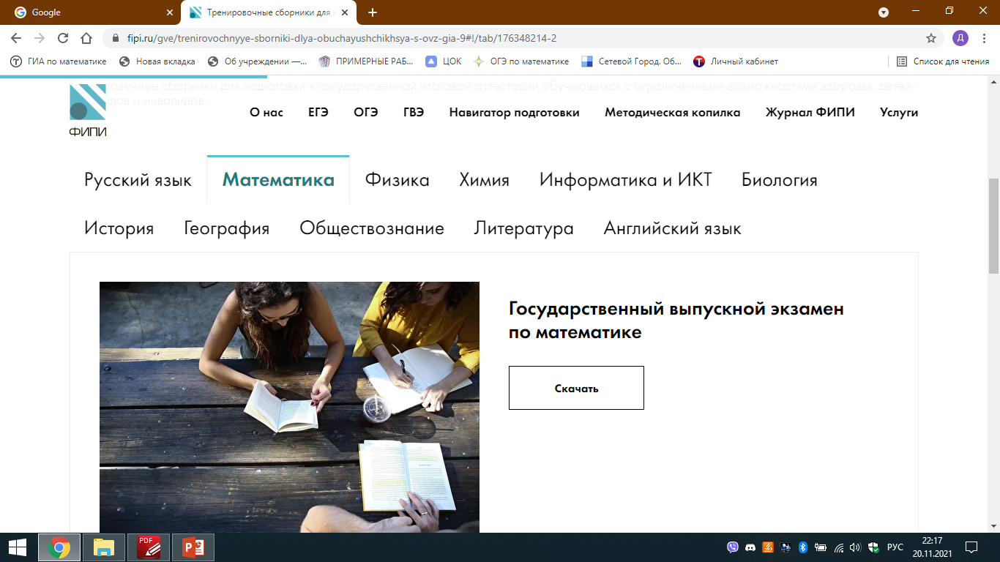 Google
Тренировочные сборники для
fipi.ru/gve/trenirovochnyye-sborniki-dlya-obuchayushchikhsya-s-ovz-gia-9#!/tab/176348214-2
Д
ГИА по математике
Новая вкладка
Об учреждении —...
ПРИМЕРНЫЕ РАБ...
ЦОК
ОГЭ по математике
Сетевой Город. Об...
Личный кабинет
Список для чтения
ровочные сборники для подготовки к государственной итоговой аттестации обучающихся с ограниченными возможностями здоровья, детей-
дов и инвалидов.
ФИПИ
О нас
ЕГЭ
ОГЭ
ГВЭ
Навигатор подготовки
Методическая копилка
Журнал ФИПИ
Услуги
Русский язык
Математика
Физика
Химия
Информатика и ИКТ
Биология
История
География
Обществознание
Литература
Английский язык
Государственный выпускной экзамен
по математике
Скачать
PDF
РУС
22:17
20.11.2021